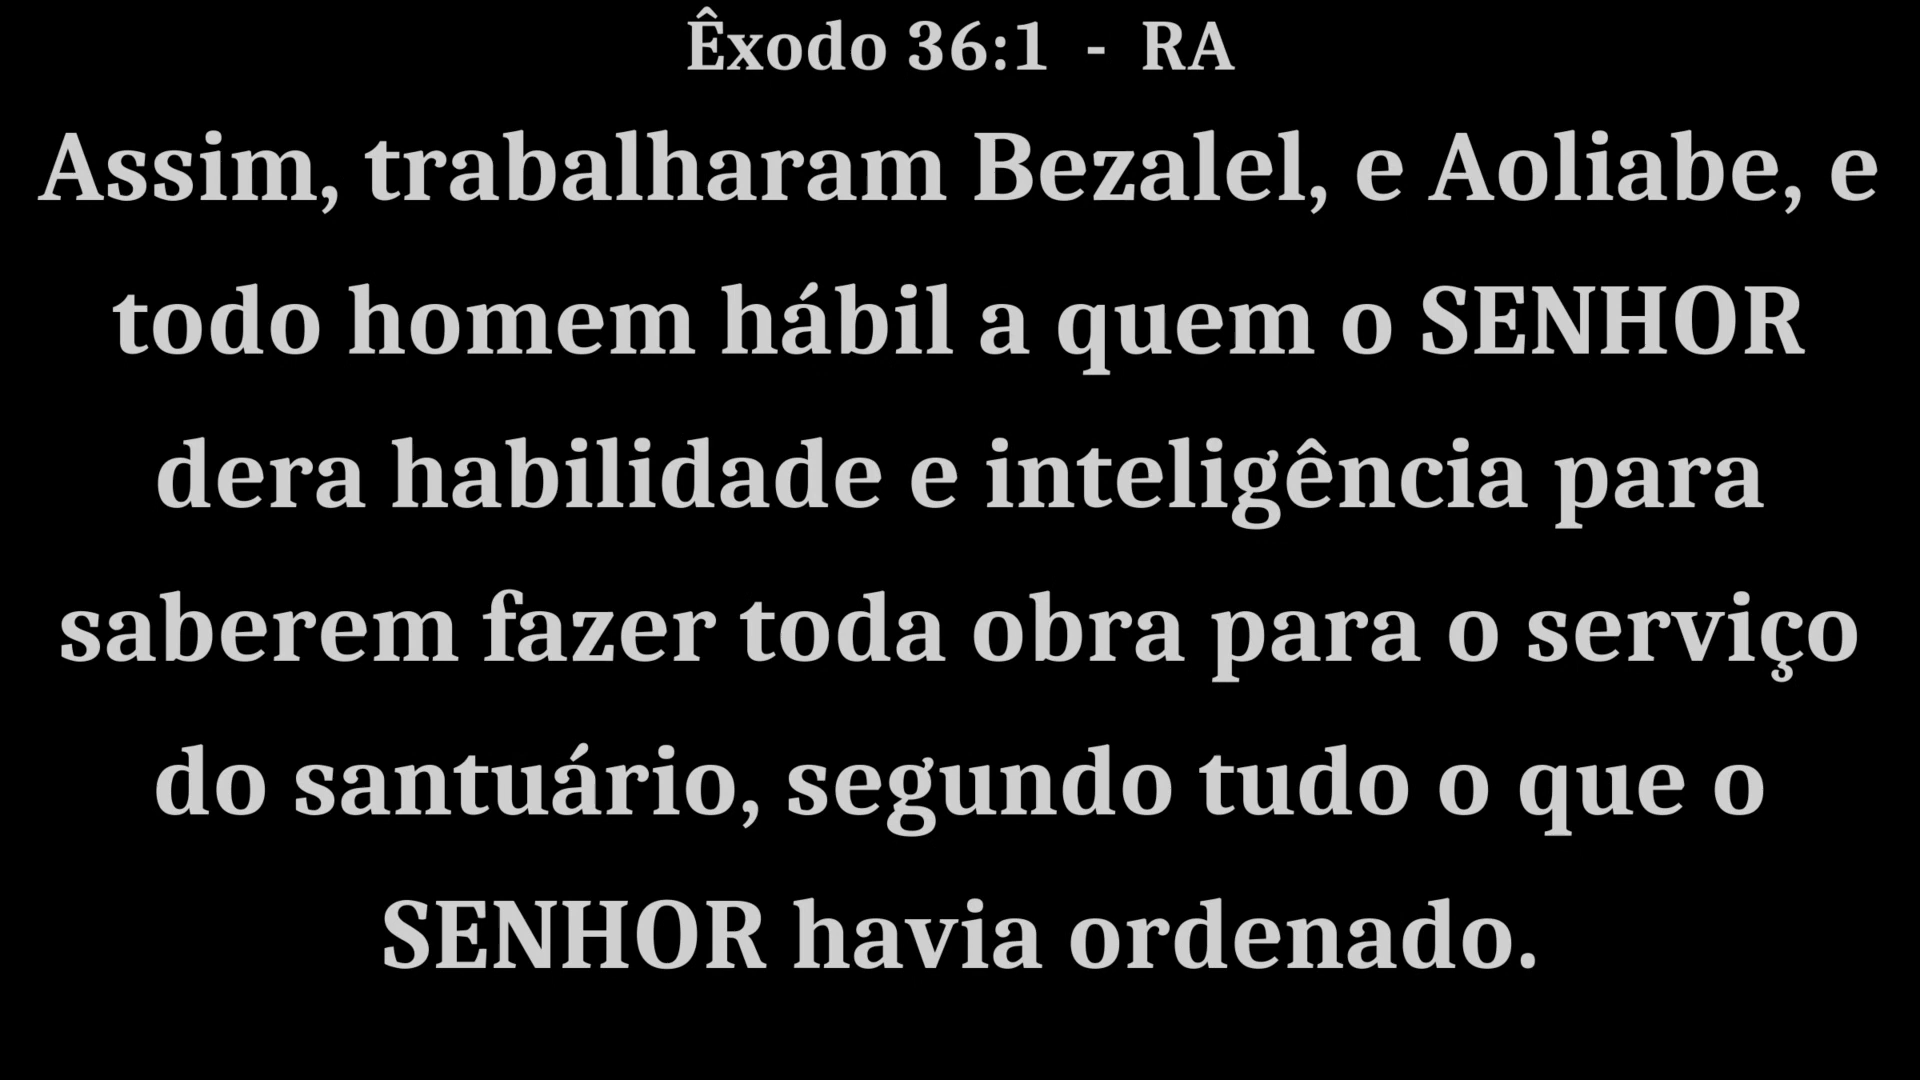 Êxodo 36:1 - RA
Assim, trabalharam Bezalel, e Aoliabe, e
todo homem hábil a quem o SENHOR
dera habilidade e inteligência para
saberem fazer toda obra para o serviço
do santuário, segundo tudo o que o
SENHOR havia ordenado.